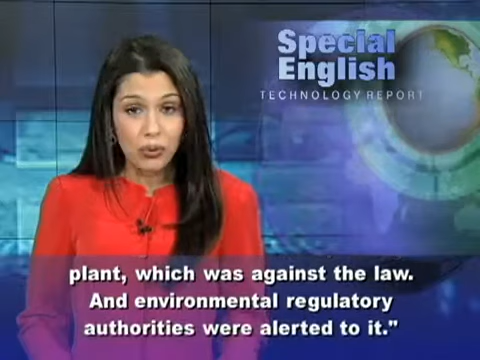 Special
English
TECHNOLOGY REPORT
plant, which was against the law.
And environmental regulatory
authorities were alerted to it."